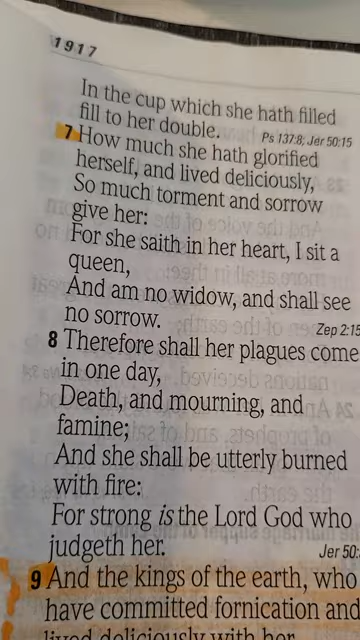 1917
In the cup which she hath filled
fill to her double. Ps 137:8; Jer 50:15
7 How much she hath glorified
herself, and lived deliciously,
So much torment and sorrow
give her:
For she saith in her heart, I sit a
queen,
And am no widow, and shall see
no sorrow. Zep 2:15
8 Therefore shall her plagues come
in one day,
Death, and mourning, and
famine;
And she shall be utterly burned
with fire:
For strong is the Lord God who
judgeth her. Jer 50:
9 And the kings of the earth, who
have committed fornication and
lived deliciously with her